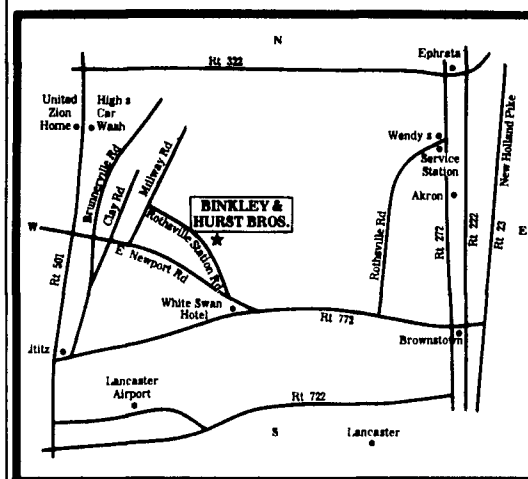 N
Ephrata
Rt 322
United
Zion
Home
High s
Car
Wash
Wendy s
Service
Station
Akron
New Holland Pike
Brunnerville Rd
Clay Rd
Millway Rd
BINKLEY &
HURST BROS.
Rothsville Station Rd
Rothsville Rd
Rt 272
Rt 222
Rt 23
E
W
E
Newport Rd
Rt 501
White Swan
Hotel
Rt 772
Brownstown
Jtitz
Lancaster
Airport
Rt 722
S
Lancaster